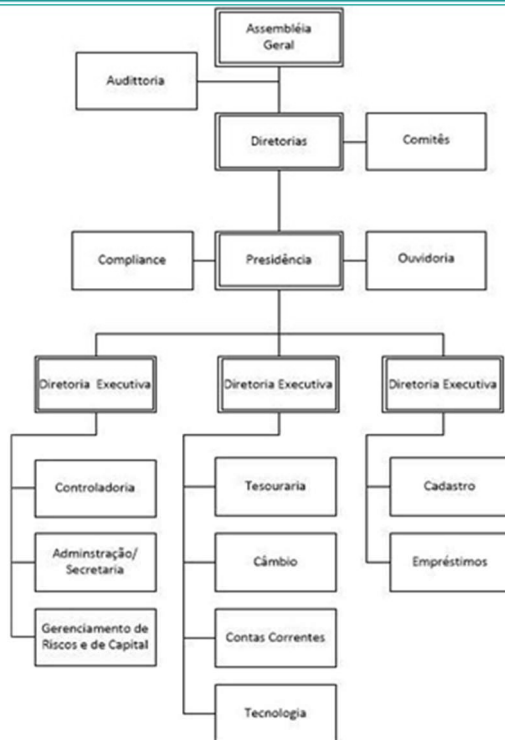 Assembléia
Geral
Audittoria
Diretorias
Comitês
Compliance
Presidência
Ouvidoria
Diretoria Executiva
Diretoria Executiva
Diretoria Executiva
Controladoria
Tesouraria
Cadastro
Adminstração/
Secretaria
Câmbio
Empréstimos
Gerenciamento de
Riscos e de Capital
Contas Correntes
Tecnologia